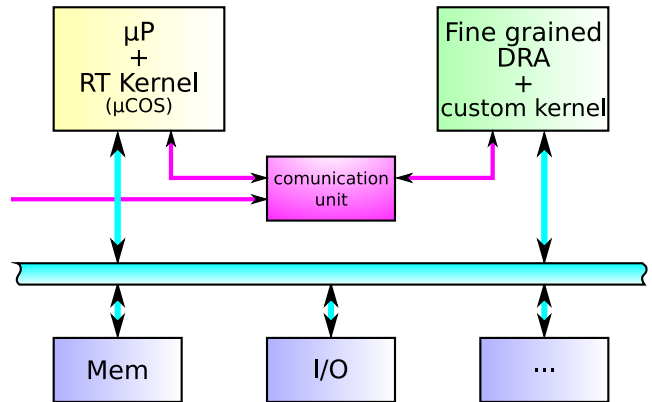 µP
+
RT Kernel
(µCOS)
Fine grained
DRA
+
custom kernel
comunication
unit
Mem
I/O
...